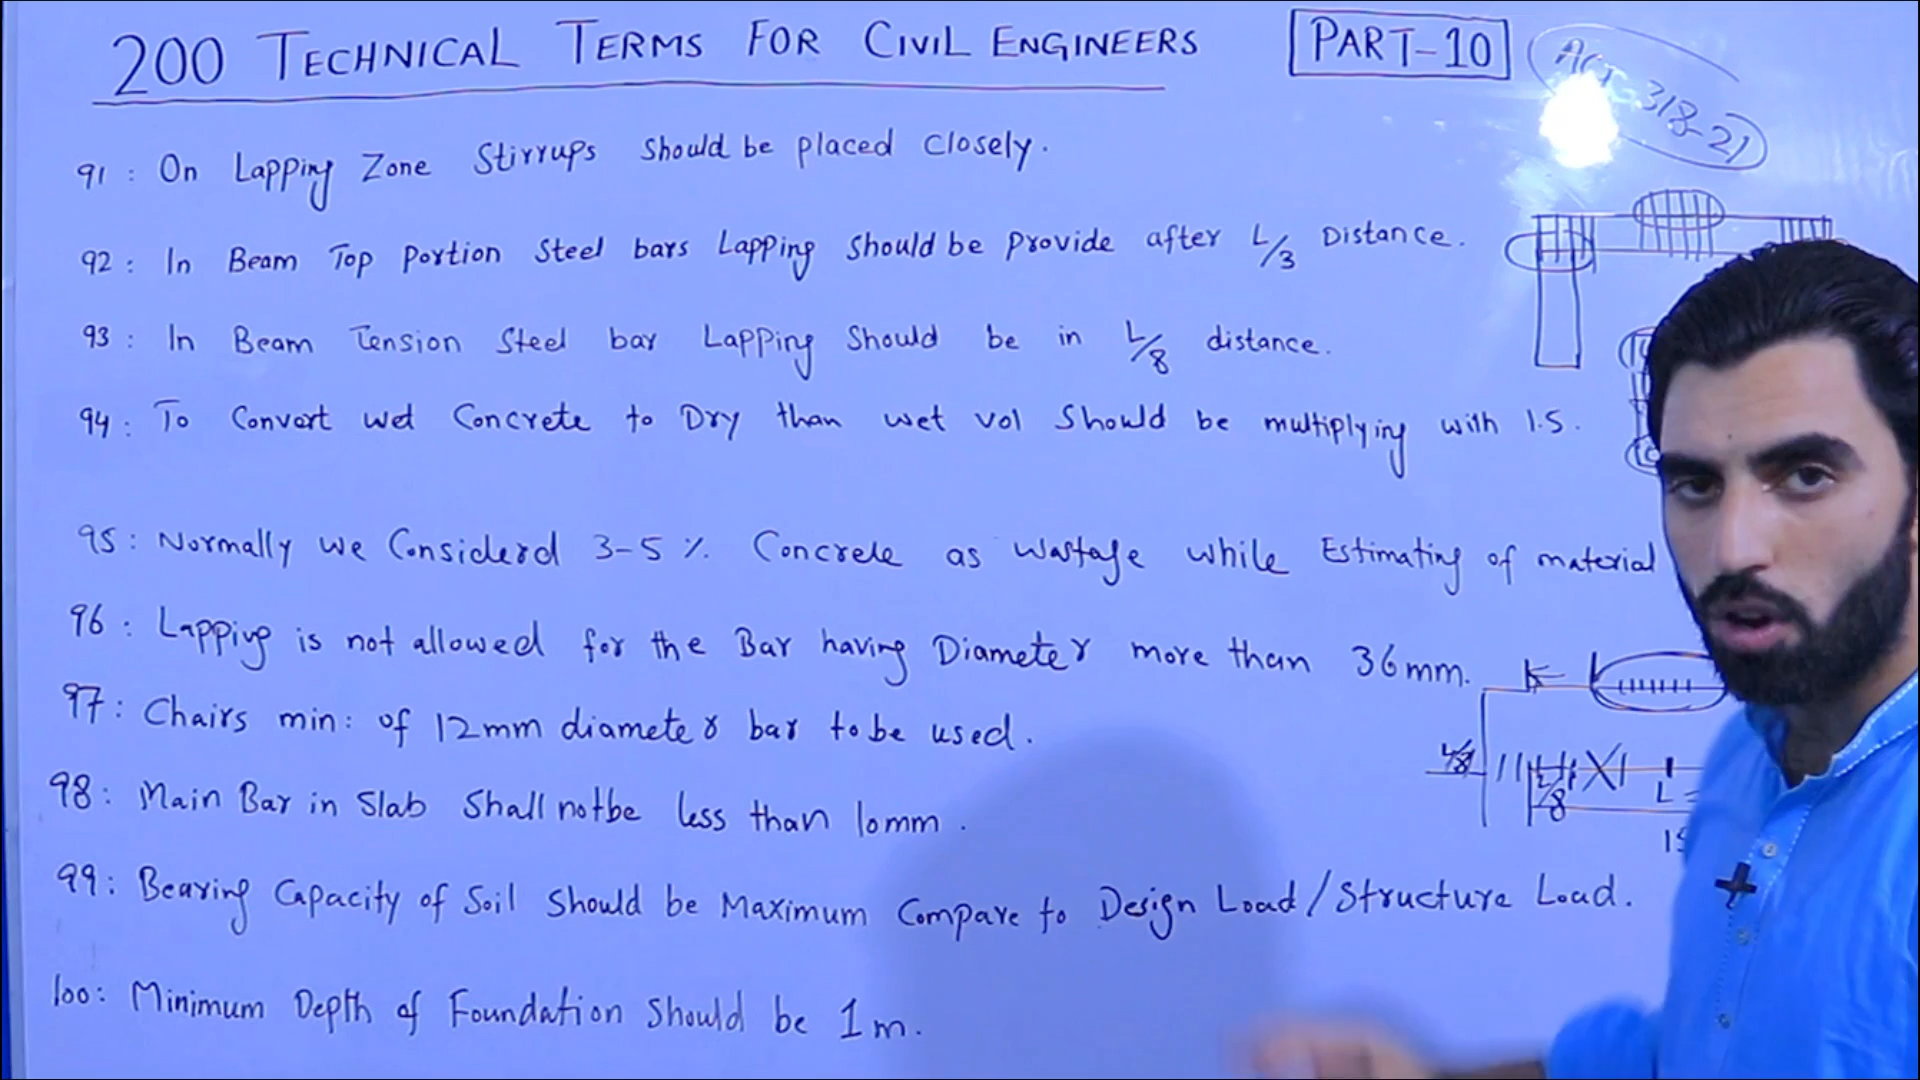 200 TECHNICAL TERMS FOR CIVIL ENGINEERS
PART-10
ACI 318-21
91: On Lapping Zone Stirrups Should be placed Closely.
92: In Beam Top Portion Steel bars Lapping Should be Provide after L/3 Distance.
93: In Beam Tension Steel bar Lapping Should be in L/8 distance.
94: To Convert wet Concrete to Dry than wet vol Should be multiplying with 1.5.
95: Normally we Considerd 3-5 % Concrete as Wastage while Estimating of material
96: Lapping is not allowed for the Bar having Diameter more than 36mm.
97: Chairs min: of 12mm diameter bar to be used.
98: Main Bar in Slab Shall not be less than 10mm.
L/8
L/8
L =
99: Bearing Capacity of Soil Should be Maximum Compare to Design Load/Structure Load.
100: Minimum Depth of Foundation Should be 1m.